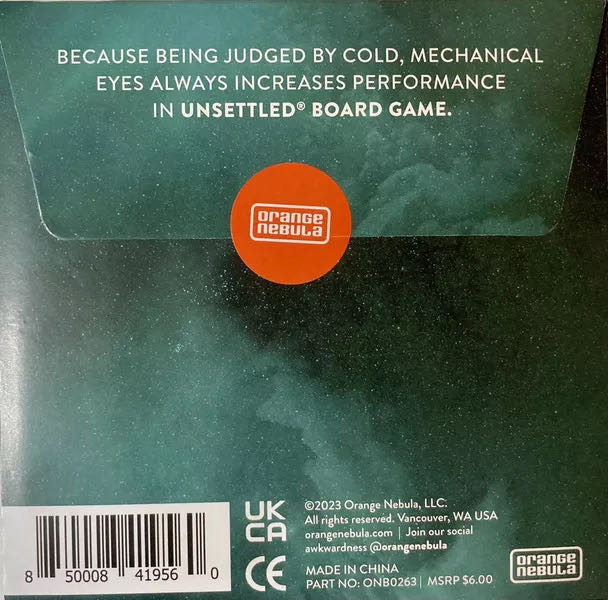 BECAUSE BEING JUDGED BY COLD, MECHANICAL
EYES ALWAYS INCREASES PERFORMANCE
IN UNSETTLED® BOARD GAME.
ORANGE
NEBULA
UK
CA
CE
©2023 Orange Nebula, LLC.
All rights reserved. Vancouver, WA USA
orangenebula.com | Join our social
awkwardness @orangenebula
MADE IN CHINA
PART NO: ONB0263 | MSRP $6.00
ORANGE
NEBULA
8 50008 41956 0